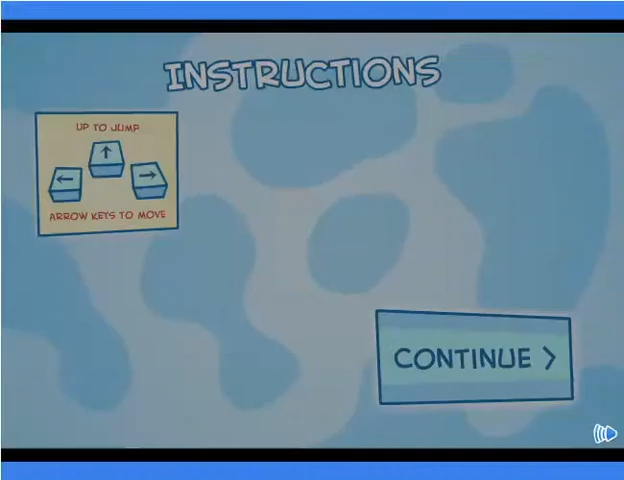 INSTRUCTIONS
UP TO JUMP
ARROW KEYS TO MOVE
CONTINUE >